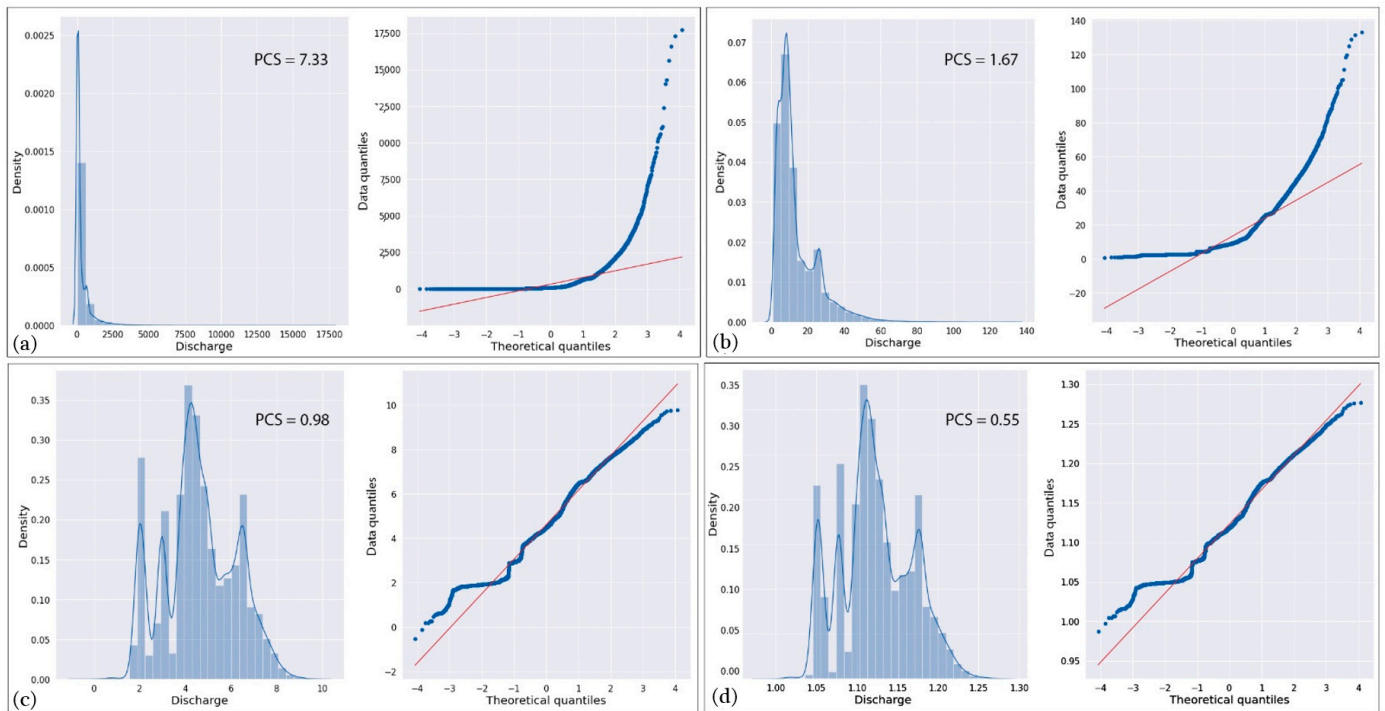 0.0025
0.0020
0.0015
0.0010
0.0005
0.0000
Density
PCS = 7.33
0 2500 5000 7500 10000 12500 15000 17500
Discharge
(a)
17,500
15000
12500
0000
7500
5000
2500
0
Data quantiles
−4 −3 −2 −1 0 1 2 3 4
Theoretical quantiles
0.07
0.06
0.05
0.04
0.03
0.02
0.01
0.00
Density
PCS = 1.67
0 20 40 60 80 100 120 140
Discharge
(b)
140
120
100
80
60
40
20
0
−20
Data quantiles
−4 −3 −2 −1 0 1 2 3 4
Theoretical quantiles
0.35
0.30
0.25
0.20
0.15
0.10
0.05
0.00
Density
PCS = 0.98
0 2 4 6 8 10
Discharge
(c)
10
8
6
4
2
0
−2
Data quantiles
−4 −3 −2 −1 0 1 2 3 4
Theoretical quantiles
0.35
0.30
0.25
0.20
0.15
0.10
0.05
0.00
Density
PCS = 0.55
1.00 1.05 1.10 1.15 1.20 1.25 1.30
Discharge
(d)
1.30
1.25
1.20
1.15
1.10
1.05
1.00
0.95
Data quantiles
−4 −3 −2 −1 0 1 2 3 4
Theoretical quantiles